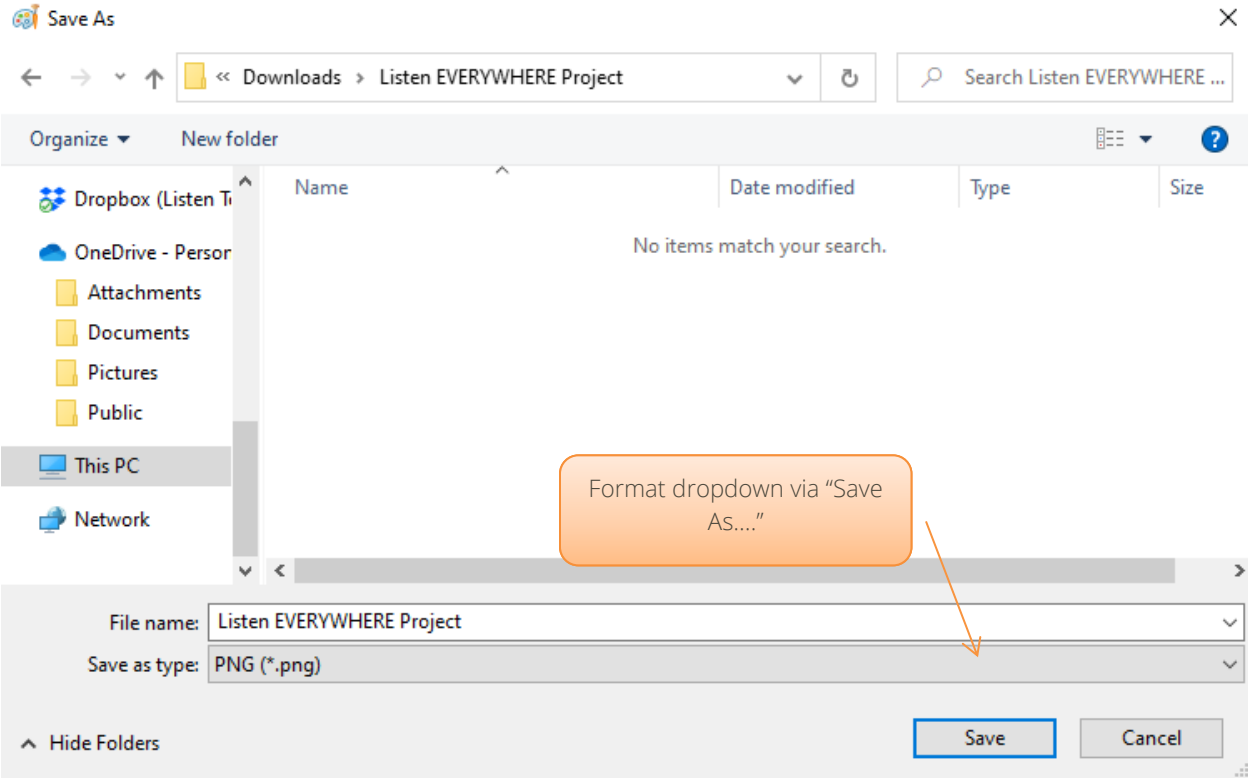 Save As
« Downloads › Listen EVERYWHERE Project
Search Listen EVERYWHERE ...
Organize
New folder
?
Name
Date modified
Type
Size
No items match your search.
Dropbox (Listen
OneDrive - Person
Attachments
Documents
Pictures
Public
This PC
Network
Format dropdown via “Save
As....”
File name: Listen EVERYWHERE Project
Save as type: PNG (*.png)
Hide Folders
Save
Cancel